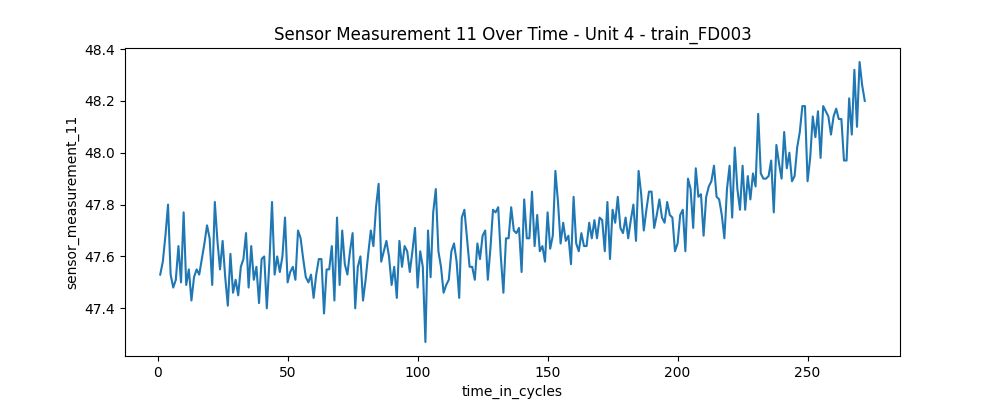 Sensor Measurement 11 Over Time - Unit 4 - train_FD003
sensor_measurement_11
48.4
48.2
48.0
47.8
47.6
47.4
0 50 100 150 200 250
time_in_cycles